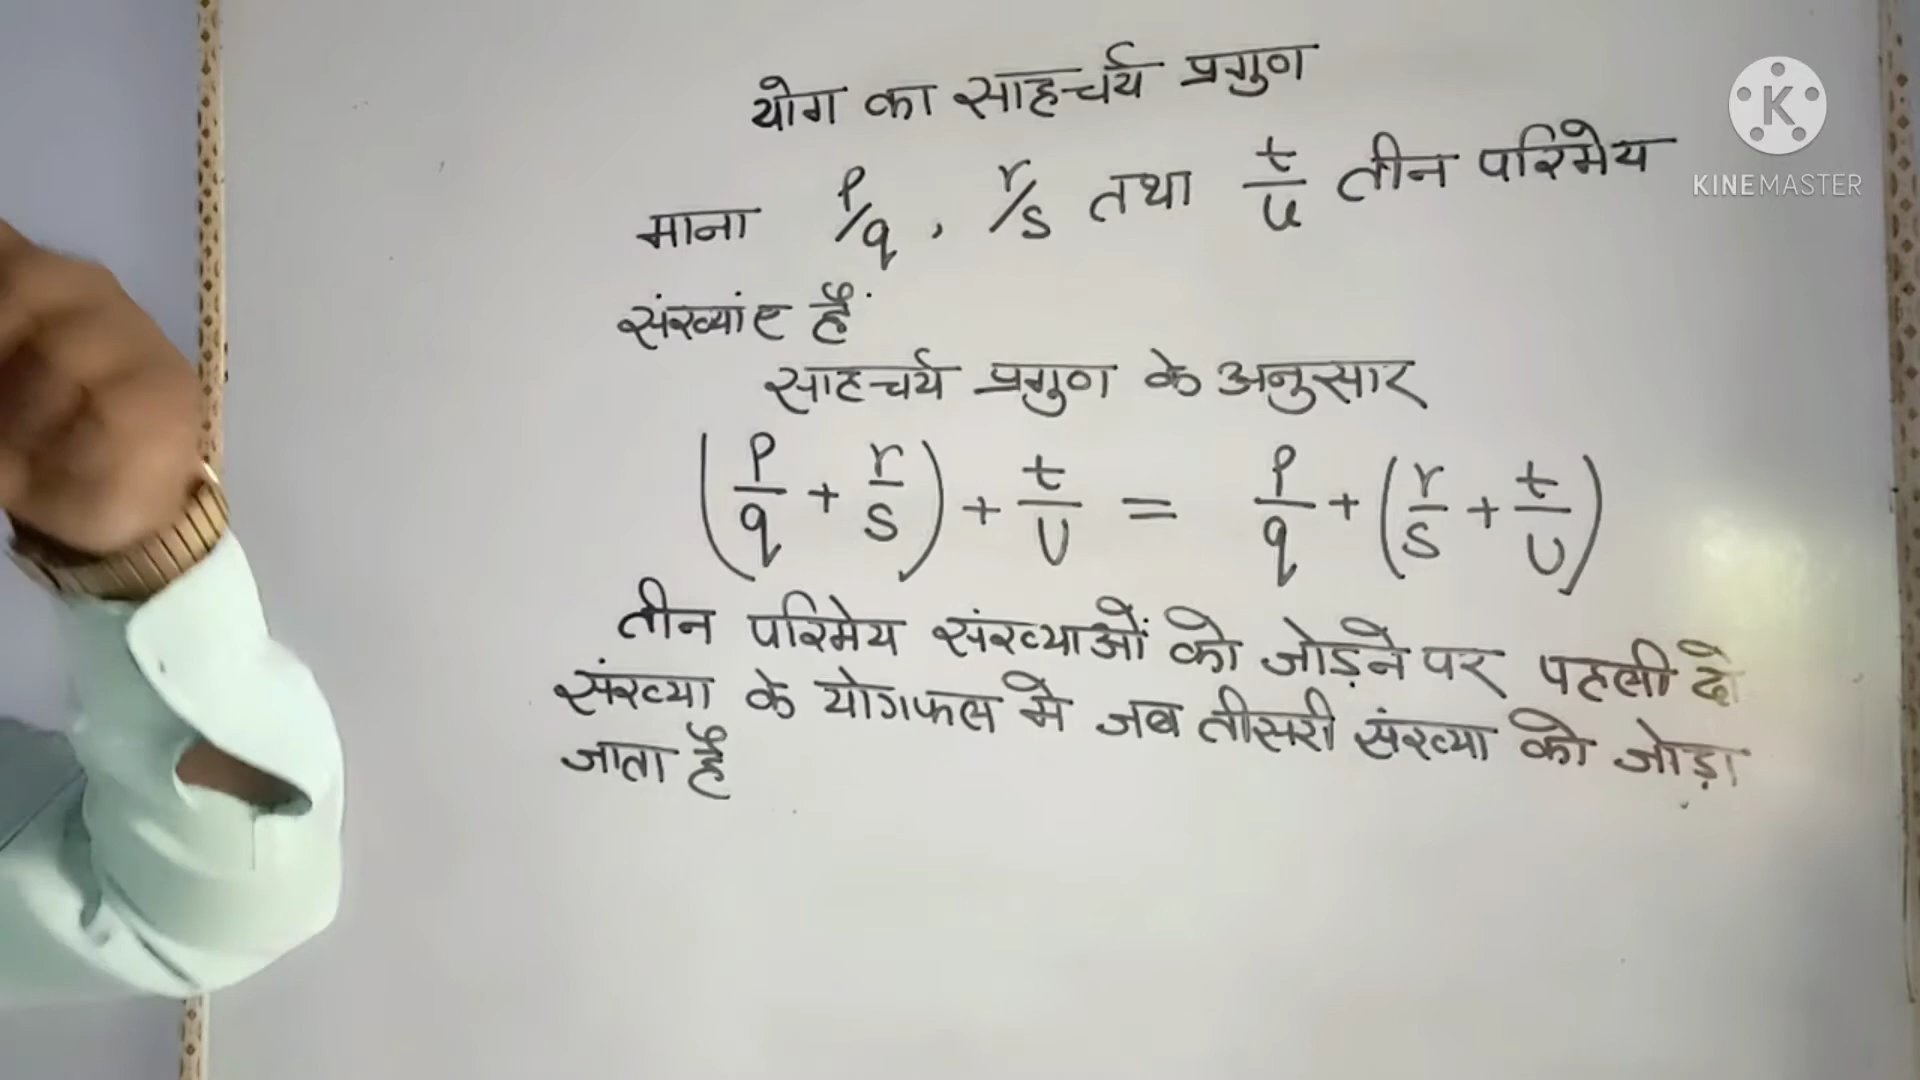 योग का साहचर्य प्रगुण
माना p/q , r/s तथा t/u तीन परिमेय
संख्यांए हैं
साहचर्य प्रगुण के अनुसार
(p/q + r/s) + t/U = p/q + (r/s + t/U)
तीन परिमेय संख्याओं को जोड़ने पर पहली दो
संख्या के योगफल मे जब तीसरी संख्या को जोड़ा
जाता है
K
KINEMASTER